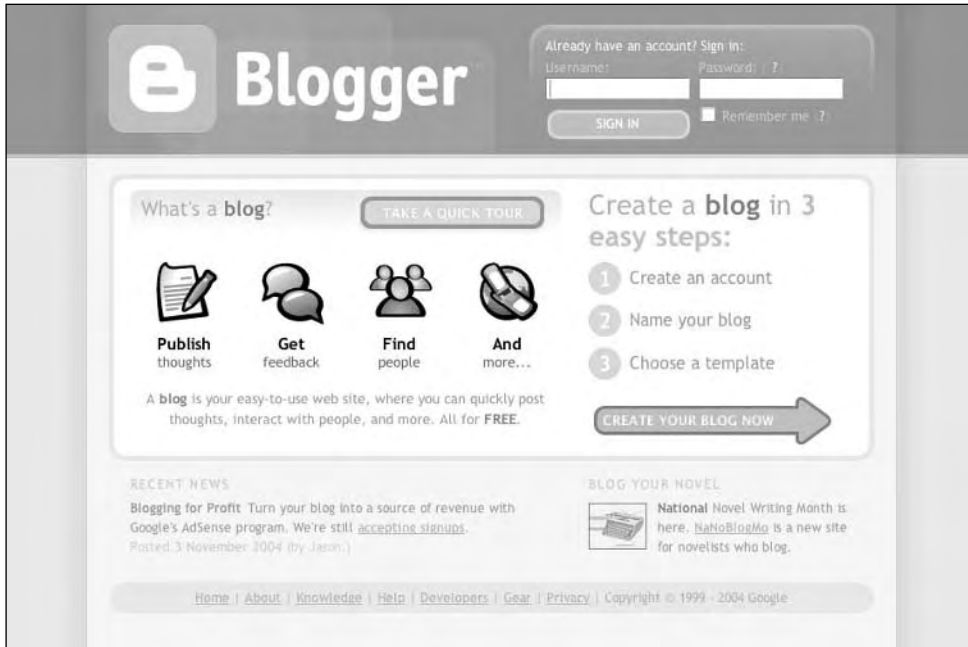 Blogger
Already have an account? Sign in:
Username: Password: (?)
SIGN IN Remember me (?)
What's a blog?
TAKE A QUICK TOUR
Publish
thoughts
Get
feedback
Find
people
And
more...
A blog is your easy-to-use web site, where you can quickly post
thoughts, interact with people, and more. All for FREE.
Create a blog in 3
easy steps:
1 Create an account
2 Name your blog
3 Choose a template
CREATE YOUR BLOG NOW
RECENT NEWS
Blogging for Profit Turn your blog into a source of revenue with
Google's AdSense program. We're still accepting signups.
Posted 3 November 2004 (by Jason.)
BLOG YOUR NOVEL
National Novel Writing Month is
here. NaNoBlogMo is a new site
for novelists who blog.
Home | About | Knowledge | Help | Developers | Gear | Privacy | Copyright © 1999 - 2004 Google